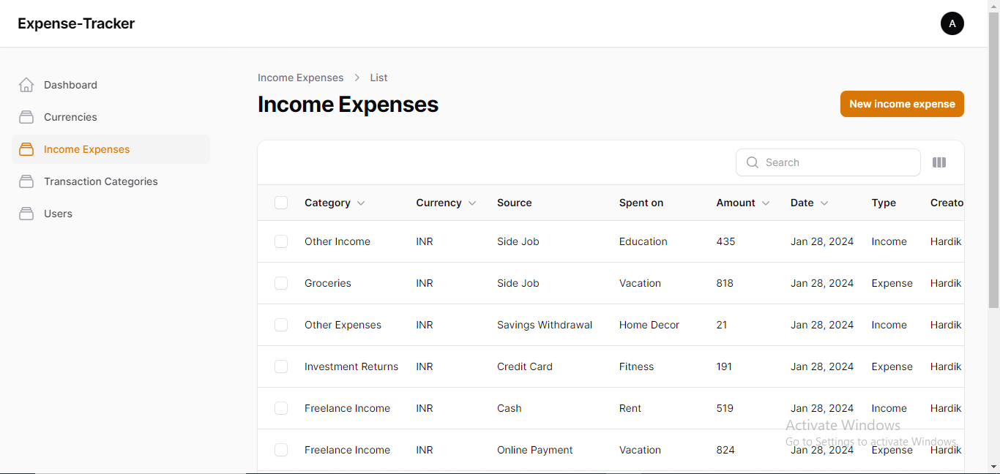 Expense-Tracker
A
Dashboard
Currencies
Income Expenses
Transaction Categories
Users
Income Expenses > List
Income Expenses
New income expense
Search
Category Currency Source Spent on Amount Date Type Creato
Other Income INR Side Job Education 435 Jan 28, 2024 Income Hardik
Groceries INR Side Job Vacation 818 Jan 28, 2024 Expense Hardik
Other Expenses INR Savings Withdrawal Home Decor 21 Jan 28, 2024 Income Hardik
Investment Returns INR Credit Card Fitness 191 Jan 28, 2024 Expense Hardik
Freelance Income INR Cash Rent 519 Jan 28, 2024 Income Hardik
Activate Windows
Go to Settings to activate Windows.
Freelance Income INR Online Payment Vacation 824 Jan 28, 2024 Expense Hardik